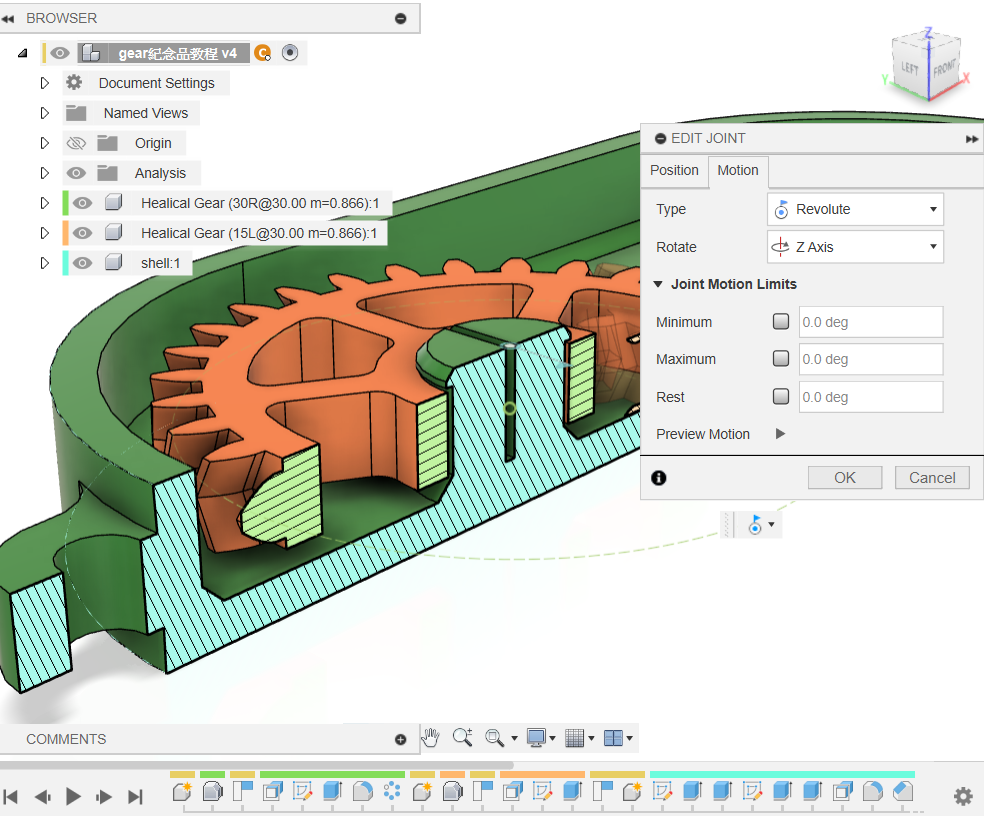 BROWSER
gear紀念品教程 v4
Document Settings
Named Views
Origin
Analysis
Healical Gear (30R@30.00 m=0.866):1
Healical Gear (15L@30.00 m=0.866):1
shell:1
Z
LEFT
FRONT
Y
X
EDIT JOINT
Position
Motion
Type
Revolute
Rotate
Z Axis
Joint Motion Limits
Minimum
0.0 deg
Maximum
0.0 deg
Rest
0.0 deg
Preview Motion
OK
Cancel
COMMENTS